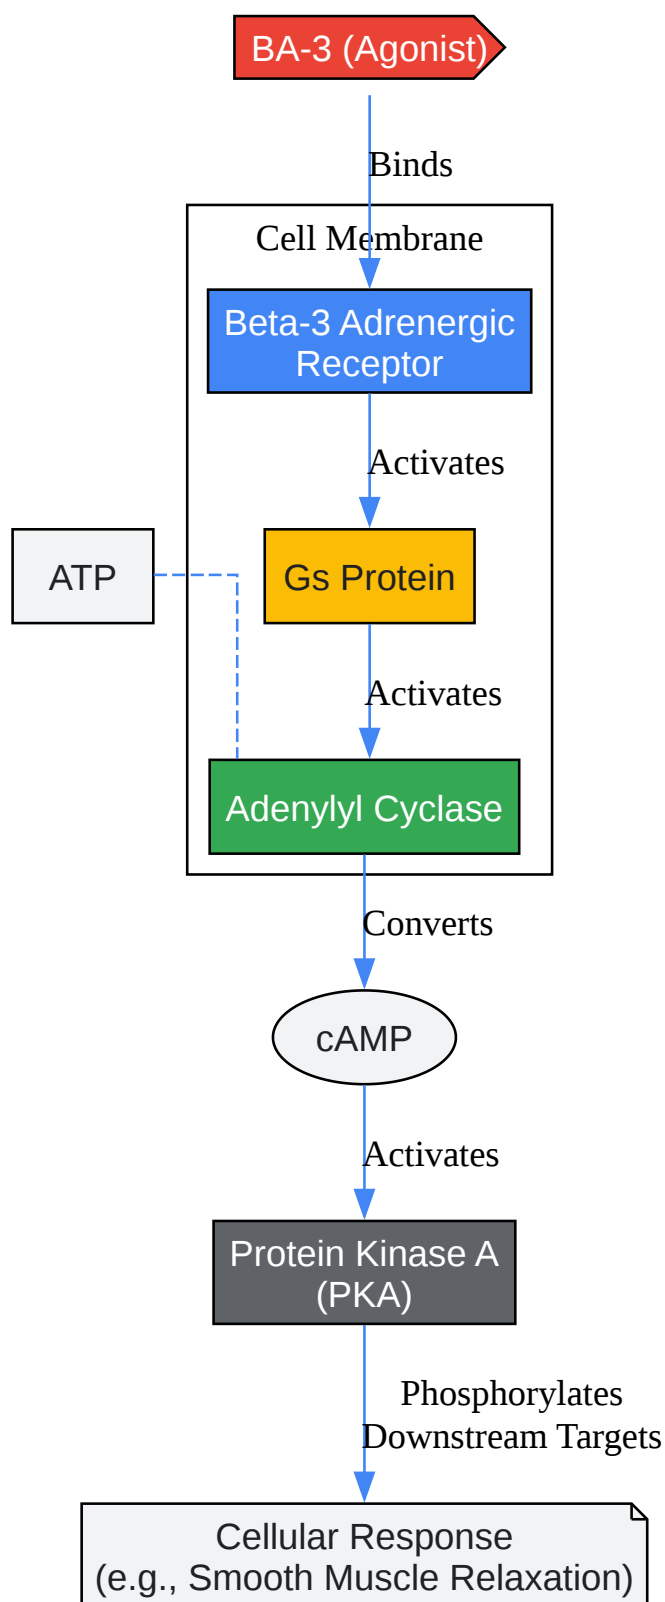 BA-3 (Agonist)
Binds
Cell Membrane
Beta-3 Adrenergic
Receptor
Activates
ATP
Gs Protein
Activates
Adenylyl Cyclase
Converts
cAMP
Activates
Protein Kinase A
(PKA)
Phosphorylates
Downstream Targets
Cellular Response
(e.g., Smooth Muscle Relaxation)